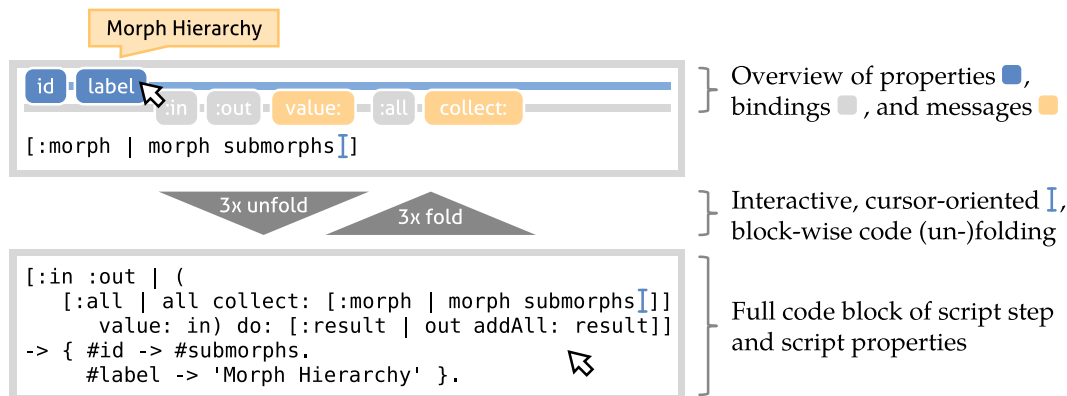 Morph Hierarchy
id label
:in :out value: :all collect:
[:morph | morph submorphs]
Overview of properties ,
bindings , and messages
3x unfold
3x fold
Interactive, cursor-oriented ,
block-wise code (un-)folding
[:in :out | (
[:all | all collect: [:morph | morph submorphs]]
value: in) do: [:result | out addAll: result]]
-> { #id -> #submorphs.
#label -> 'Morph Hierarchy' }.
Full code block of script step
and script properties